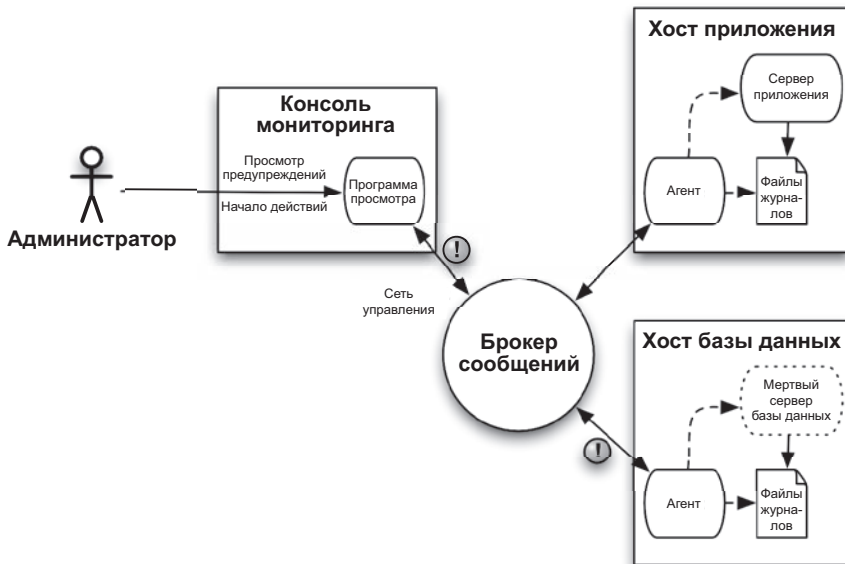 Хост приложения
Сервер
приложения
Консоль
мониторинга
Просмотр
предупреждений
Программа
просмотра
Начало действий
Агент
Файлы
журна-
лов
Администратор
!
Сеть
управления
Брокер
сообщений
Хост базы данных
Мертвый
сервер
базы данных
!
Агент
Файлы
журна-
лов